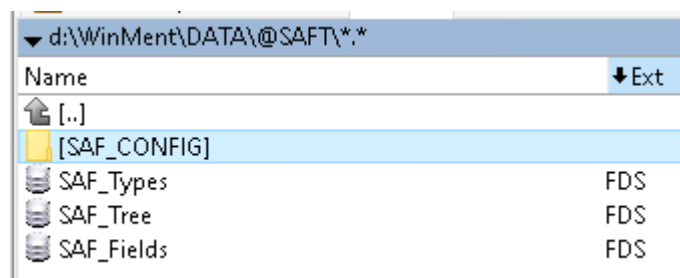 d:\WinMent\DATA\@SAFT\*.*
Name Ext
[..]
[SAF_CONFIG]
SAF_Types FDS
SAF_Tree FDS
SAF_Fields FDS